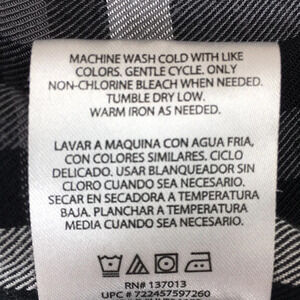 MACHINE WASH COLD WITH LIKE
COLORS. GENTLE CYCLE. ONLY
NON-CHLORINE BLEACH WHEN NEEDED.
TUMBLE DRY LOW.
WARM IRON AS NEEDED.
LAVAR A MAQUINA CON AGUA FRIA,
CON COLORES SIMILARES. CICLO
DELICADO. USAR BLANQUEADOR SIN
CLORO CUANDO SEA NECESARIO.
SECAR EN SECADORA A TEMPERATURA
BAJA. PLANCHAR A TEMPERATURA
MEDIA CUANDO SEA NECESARIO.
RN# 137013
UPC # 722457597260